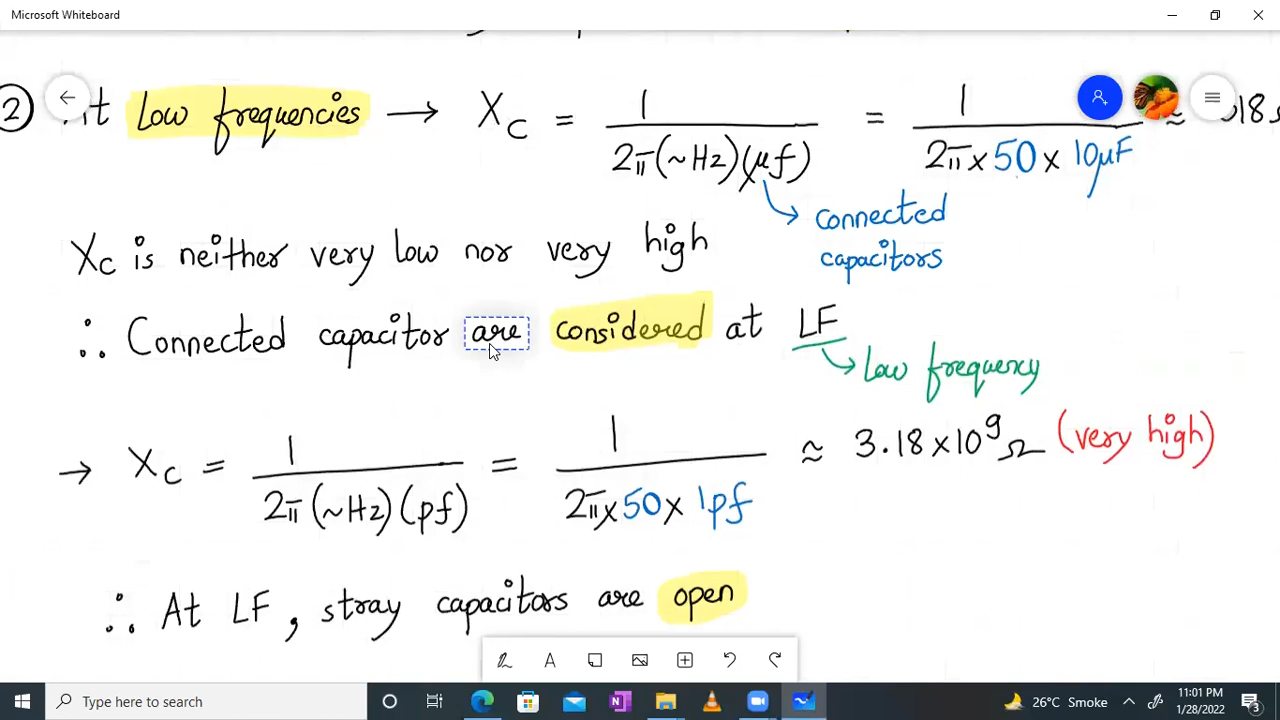 Microsoft Whiteboard
② At Low frequencies → XC = 1 / 2π(~Hz)(μf) = 1 / 2π×50×10μF ≈
connected
capacitors
XC is neither very low nor very high
∴ Connected capacitor are considered at LF
Low frequency
→ XC = 1 / 2π(~Hz)(pf) = 1 / 2π×50×1pf ≈ 3.18×10⁹Ω (very high)
∴ At LF, stray capacitors are open
Type here to search
26°C Smoke
11:01 PM
1/28/2022
3